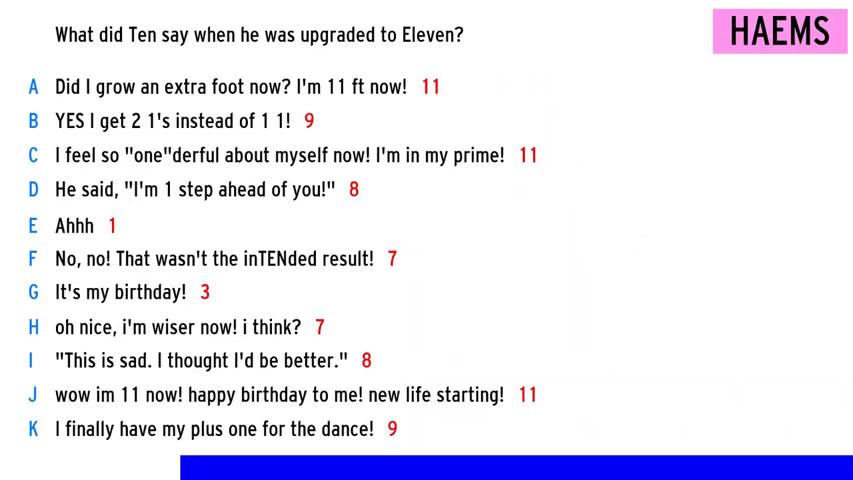 What did Ten say when he was upgraded to Eleven?
HAEMS
A Did I grow an extra foot now? I'm 11 ft now! 11
B YES I get 2 1's instead of 1 1! 9
C I feel so "one"derful about myself now! I'm in my prime! 11
D He said, "I'm 1 step ahead of you!" 8
E Ahhh 1
F No, no! That wasn't the inTENded result! 7
G It's my birthday! 3
H oh nice, i'm wiser now! i think? 7
I "This is sad. I thought I'd be better." 8
J wow im 11 now! happy birthday to me! new life starting! 11
K I finally have my plus one for the dance! 9